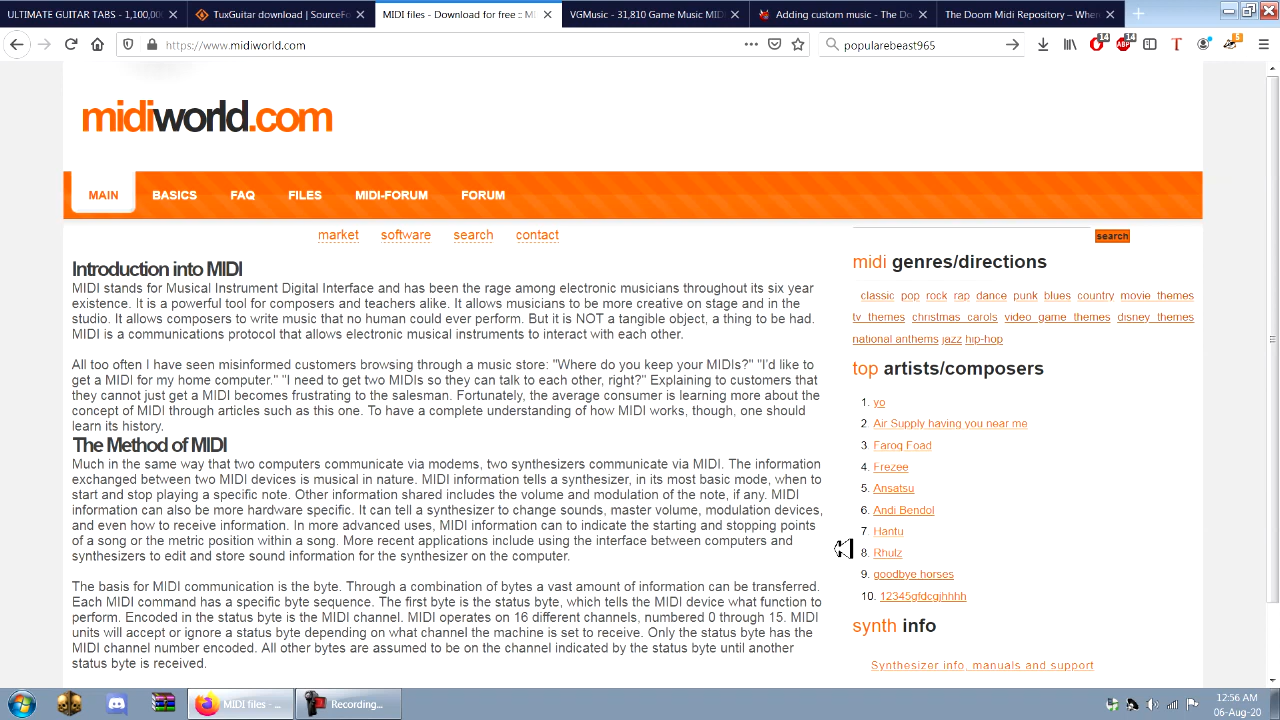 ULTIMATE GUITAR TABS - 1,100,000
TuxGuitar download | SourceFo
MIDI files - Download for free :: M
VGMusic - 31,810 Game Music MID
Adding custom music - The Do
The Doom Midi Repository – Wher
https://www.midiworld.com
popularebeast965
14
14
5
midiworld.com
MAIN
BASICS
FAQ
FILES
MIDI-FORUM
FORUM
market
software
search
contact
search
Introduction into MIDI
MIDI stands for Musical Instrument Digital Interface and has been the rage among electronic musicians throughout its six year
existence. It is a powerful tool for composers and teachers alike. It allows musicians to be more creative on stage and in the
studio. It allows composers to write music that no human could ever perform. But it is NOT a tangible object, a thing to be had.
MIDI is a communications protocol that allows electronic musical instruments to interact with each other.
All too often I have seen misinformed customers browsing through a music store: "Where do you keep your MIDIs?" "I'd like to
get a MIDI for my home computer." "I need to get two MIDIs so they can talk to each other, right?" Explaining to customers that
they cannot just get a MIDI becomes frustrating to the salesman. Fortunately, the average consumer is learning more about the
concept of MIDI through articles such as this one. To have a complete understanding of how MIDI works, though, one should
learn its history.
The Method of MIDI
Much in the same way that two computers communicate via modems, two synthesizers communicate via MIDI. The information
exchanged between two MIDI devices is musical in nature. MIDI information tells a synthesizer, in its most basic mode, when to
start and stop playing a specific note. Other information shared includes the volume and modulation of the note, if any. MIDI
information can also be more hardware specific. It can tell a synthesizer to change sounds, master volume, modulation devices,
and even how to receive information. In more advanced uses, MIDI information can to indicate the starting and stopping points
of a song or the metric position within a song. More recent applications include using the interface between computers and
synthesizers to edit and store sound information for the synthesizer on the computer.
The basis for MIDI communication is the byte. Through a combination of bytes a vast amount of information can be transferred.
Each MIDI command has a specific byte sequence. The first byte is the status byte, which tells the MIDI device what function to
perform. Encoded in the status byte is the MIDI channel. MIDI operates on 16 different channels, numbered 0 through 15. MIDI
units will accept or ignore a status byte depending on what channel the machine is set to receive. Only the status byte has the
MIDI channel number encoded. All other bytes are assumed to be on the channel indicated by the status byte until another
status byte is received.
midi genres/directions
classic pop rock rap dance punk blues country movie themes
tv themes christmas carols video game themes disney themes
national anthems jazz hip-hop
top artists/composers
1. yo
2. Air Supply having you near me
3. Faroq Foad
4. Frezee
5. Ansatsu
6. Andi Bendol
7. Hantu
8. Rhulz
9. goodbye horses
10. 12345gfdcgjhhhh
synth info
Synthesizer info, manuals and support
MIDI files - ...
Recording...
12:56 AM
06-Aug-20